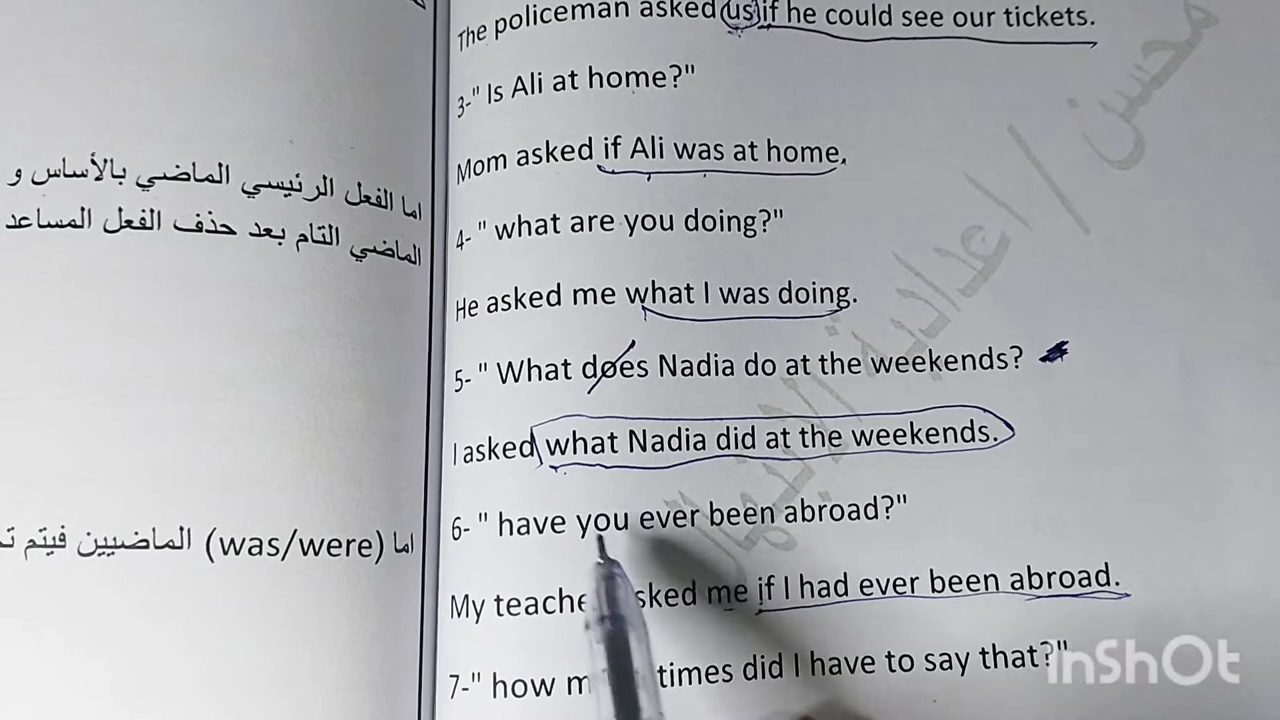 The policeman asked us if he could see our tickets.
3-" Is Ali at home?"
Mom asked if Ali was at home.
4- " what are you doing?"
He asked me what I was doing.
5- " What does Nadia do at the weekends?
I asked what Nadia did at the weekends.
6- " have you ever been abroad?"
My teache asked me if I had ever been abroad.
7-" how times did I have to say that?"
اما الفعل الرئيسي الماضي بالأساس و
الماضي التام بعد حذف الفعل المساعد
اما (was/were) الماضيين فيتم
محسن / اعدادية
InShOt